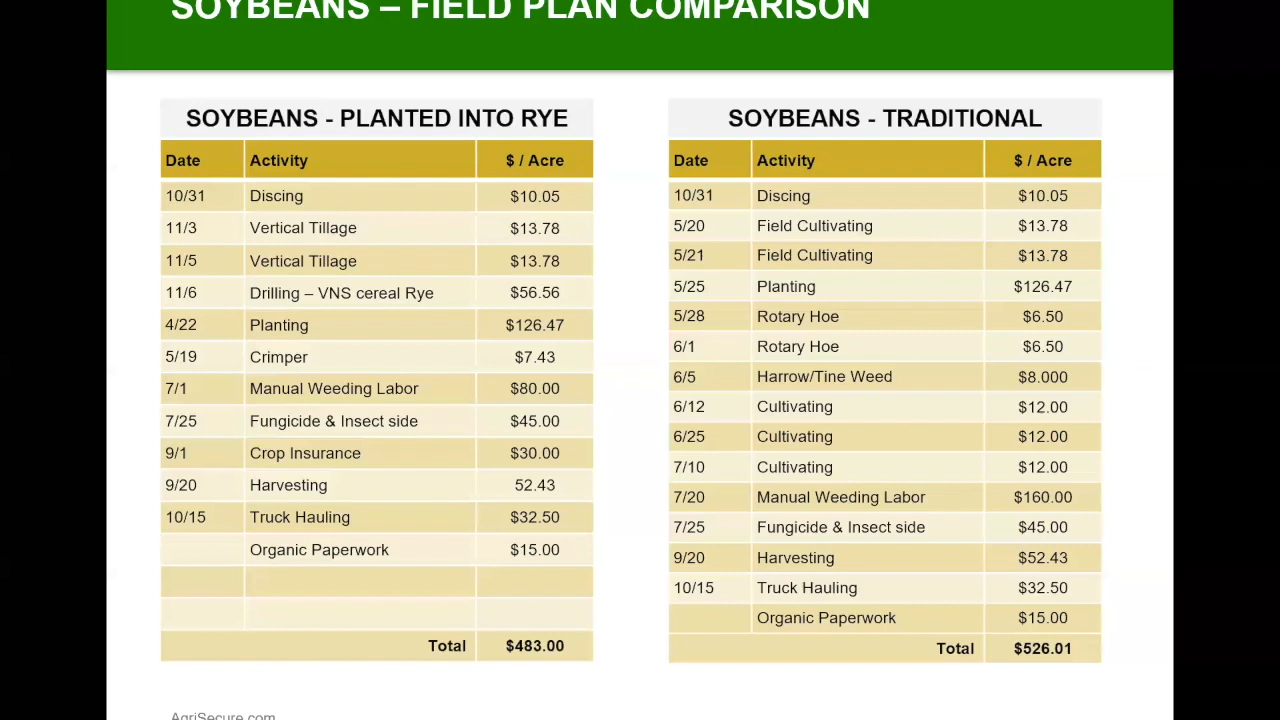 SOYBEANS – FIELD PLAN COMPARISON
SOYBEANS - PLANTED INTO RYE
Date Activity $ / Acre
10/31 Discing $10.05
11/3 Vertical Tillage $13.78
11/5 Vertical Tillage $13.78
11/6 Drilling – VNS cereal Rye $56.56
4/22 Planting $126.47
5/19 Crimper $7.43
7/1 Manual Weeding Labor $80.00
7/25 Fungicide & Insect side $45.00
9/1 Crop Insurance $30.00
9/20 Harvesting 52.43
10/15 Truck Hauling $32.50
Organic Paperwork $15.00
Total $483.00
SOYBEANS - TRADITIONAL
Date Activity $ / Acre
10/31 Discing $10.05
5/20 Field Cultivating $13.78
5/21 Field Cultivating $13.78
5/25 Planting $126.47
5/28 Rotary Hoe $6.50
6/1 Rotary Hoe $6.50
6/5 Harrow/Tine Weed $8.000
6/12 Cultivating $12.00
6/25 Cultivating $12.00
7/10 Cultivating $12.00
7/20 Manual Weeding Labor $160.00
7/25 Fungicide & Insect side $45.00
9/20 Harvesting $52.43
10/15 Truck Hauling $32.50
Organic Paperwork $15.00
Total $526.01
AgriSecure.com